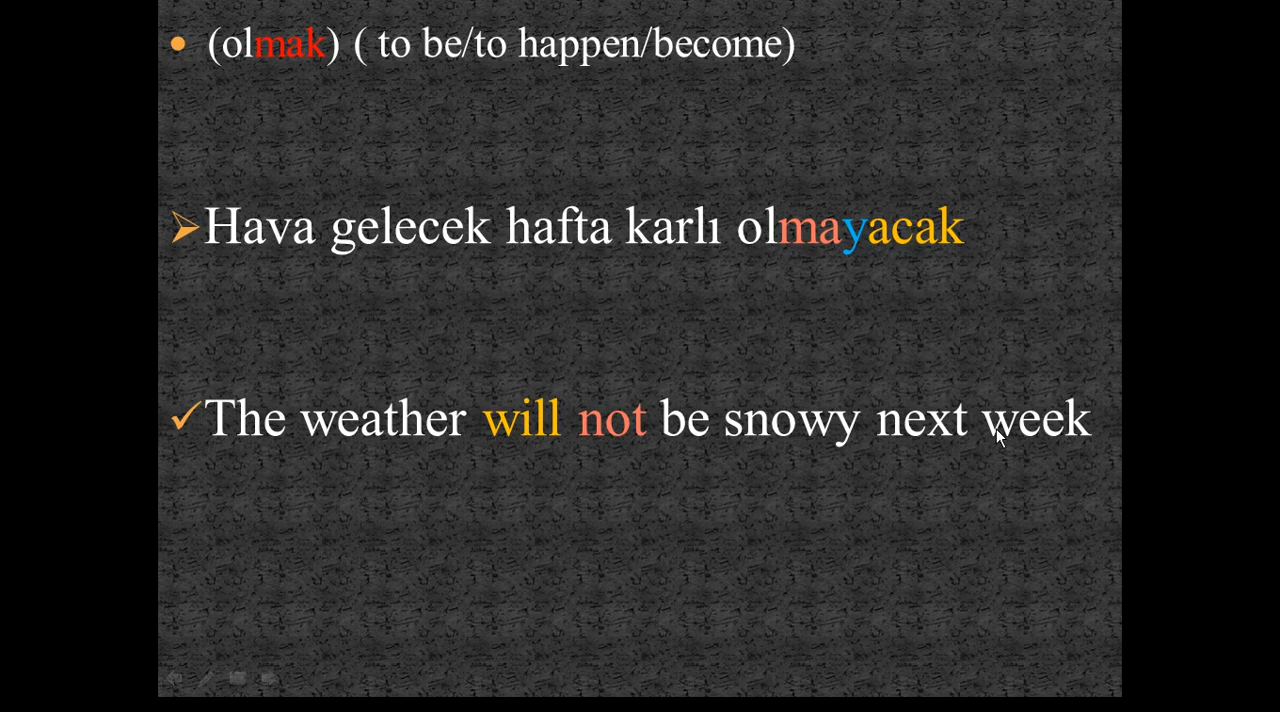 (olmak) ( to be/to happen/become)
Hava gelecek hafta karlı olmayacak
The weather will not be snowy next week